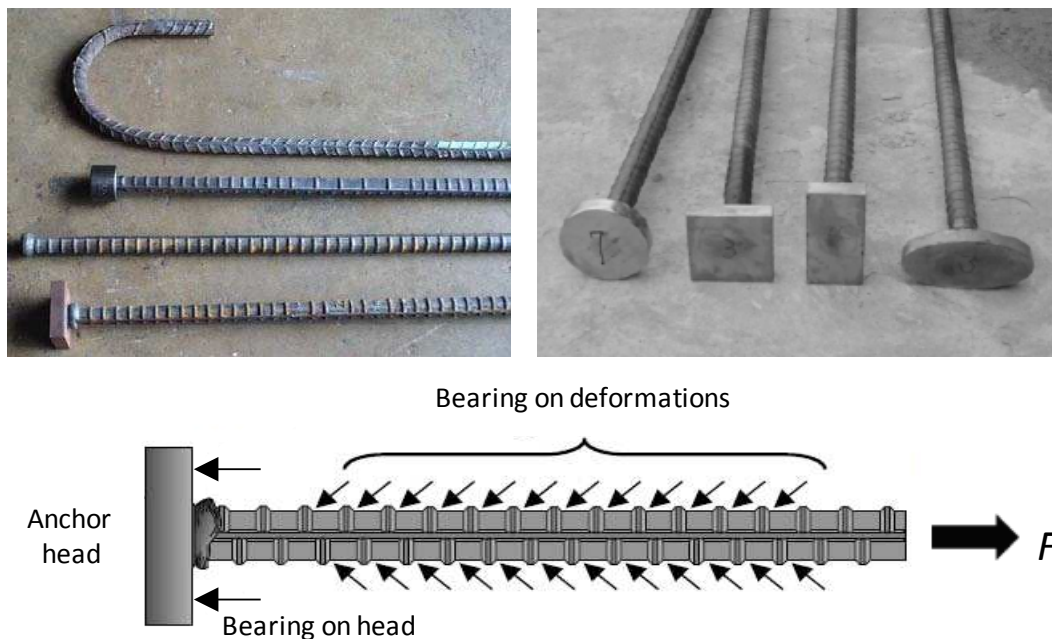 Bearing on deformations
Anchor
head
F
Bearing on head